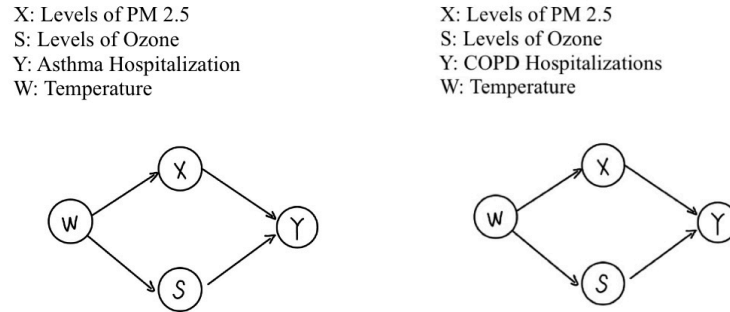 X: Levels of PM 2.5
S: Levels of Ozone
Y: Asthma Hospitalization
W: Temperature
X
W
Y
S
X: Levels of PM 2.5
S: Levels of Ozone
Y: COPD Hospitalizations
W: Temperature
X
W
Y
S